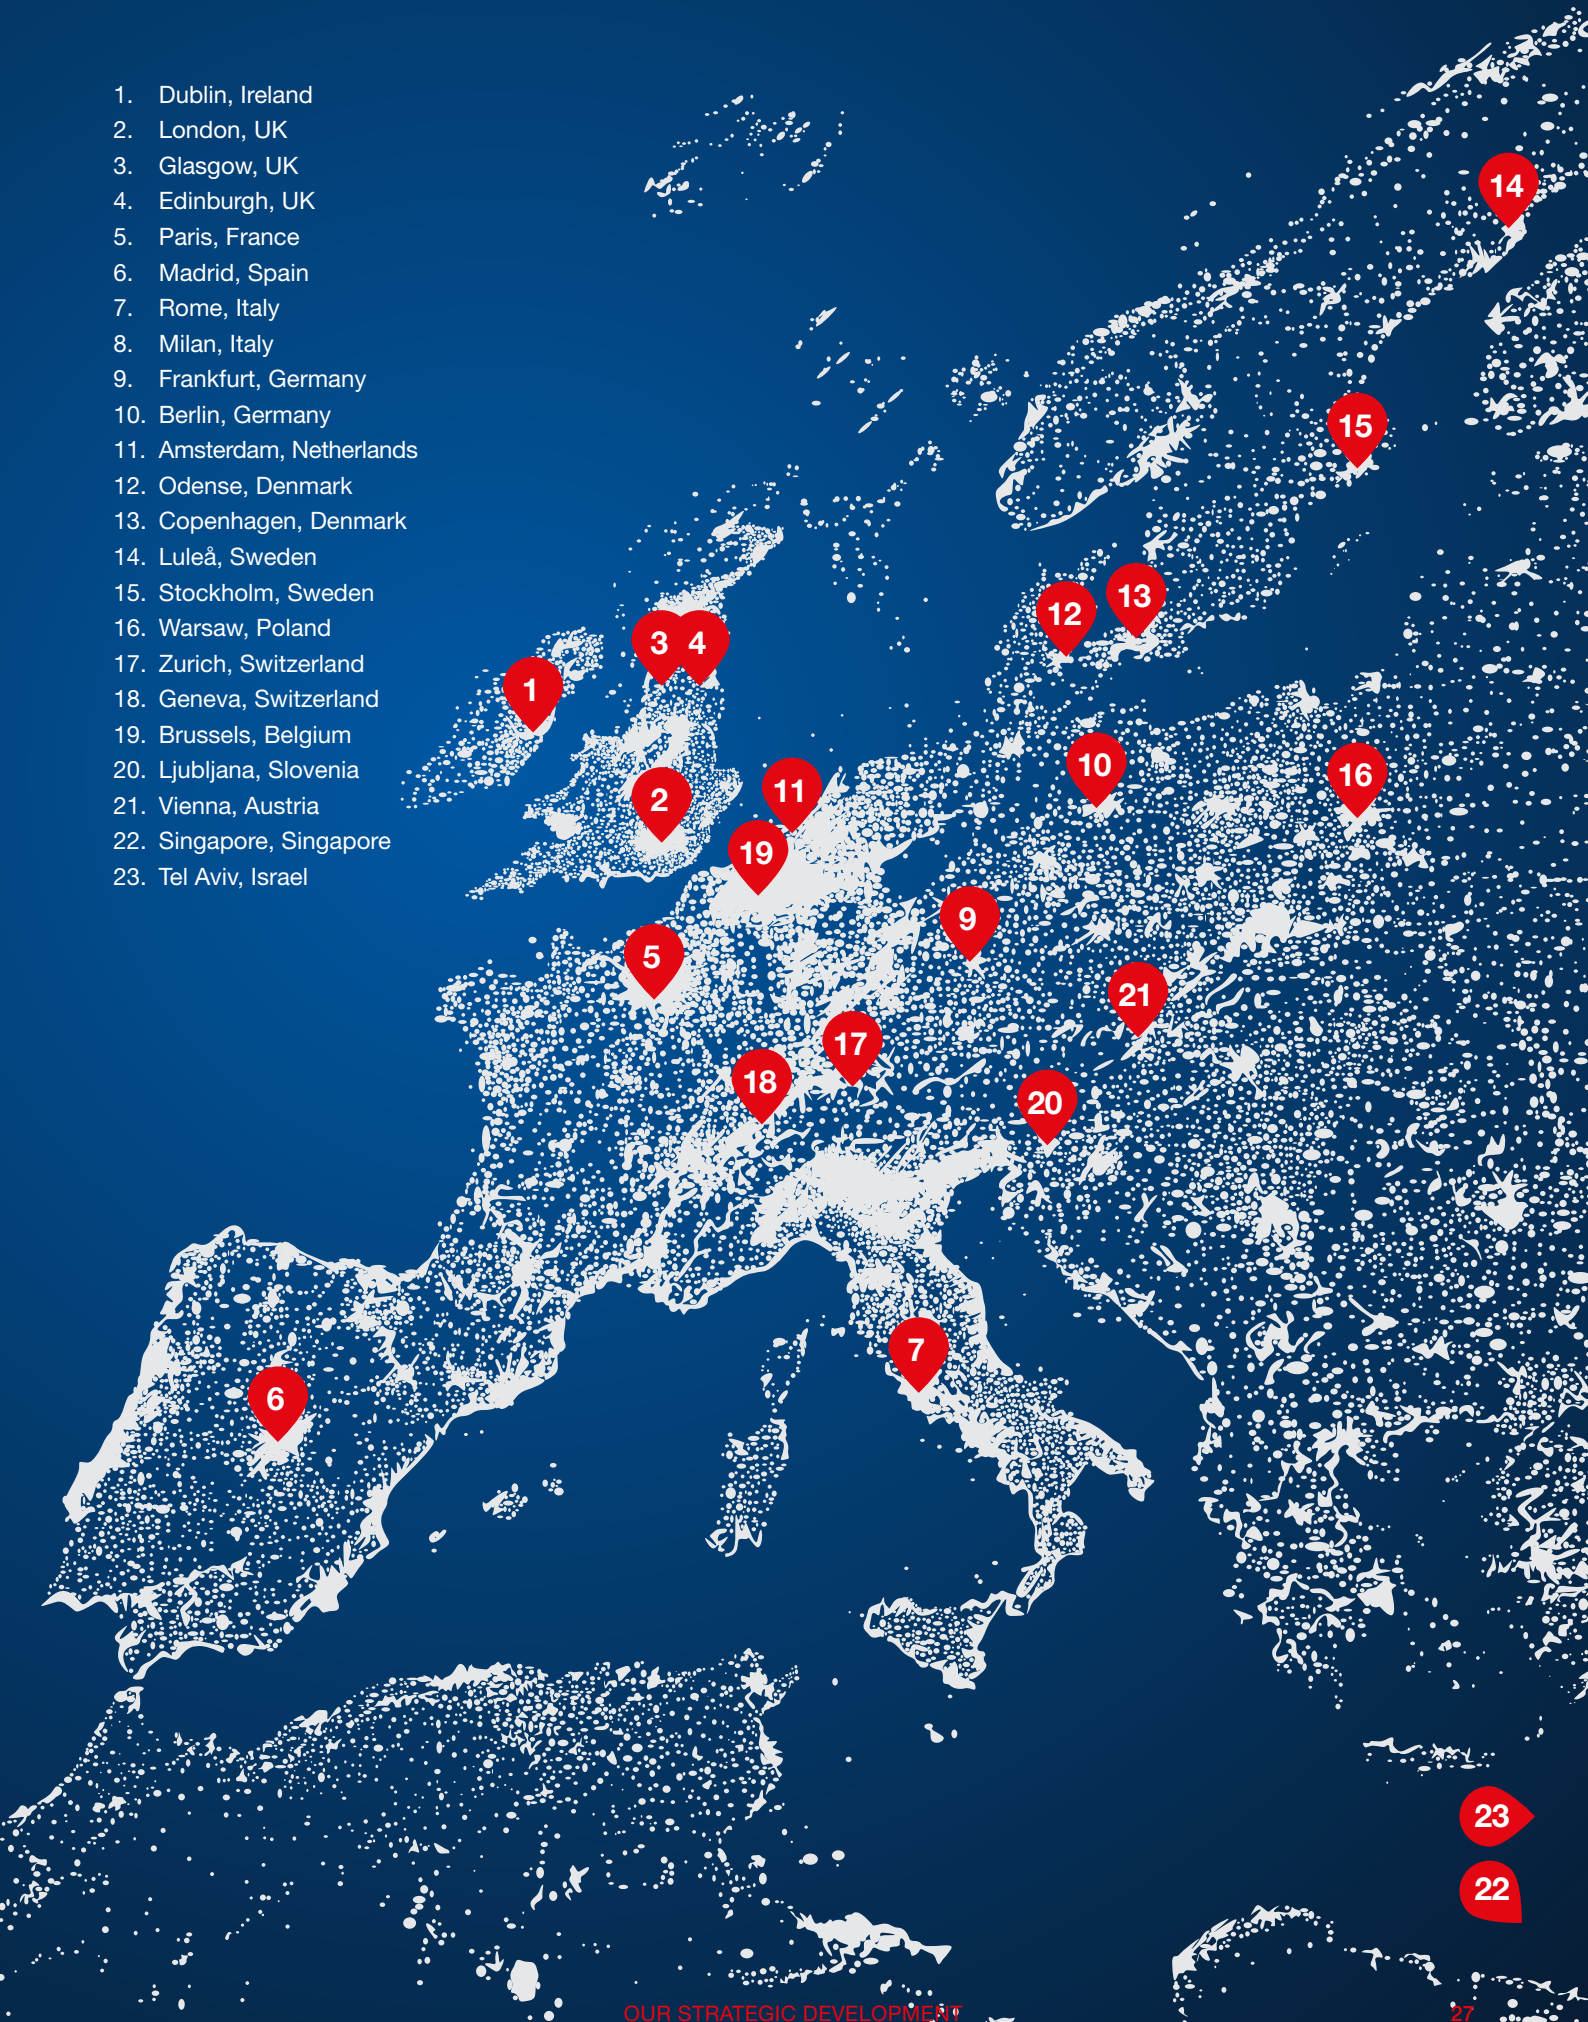 1. Dublin, Ireland
2. London, UK
3. Glasgow, UK
4. Edinburgh, UK
5. Paris, France
6. Madrid, Spain
7. Rome, Italy
8. Milan, Italy
9. Frankfurt, Germany
10. Berlin, Germany
11. Amsterdam, Netherlands
12. Odense, Denmark
13. Copenhagen, Denmark
14. Luleå, Sweden
15. Stockholm, Sweden
16. Warsaw, Poland
17. Zurich, Switzerland
18. Geneva, Switzerland
19. Brussels, Belgium
20. Ljubljana, Slovenia
21. Vienna, Austria
22. Singapore, Singapore
23. Tel Aviv, Israel
14
15
13
12
3 4
1
10
16
11
2
19
9
5
21
17
18
20
7
6
23
22
OUR STRATEGIC DEVELOPMENT
27